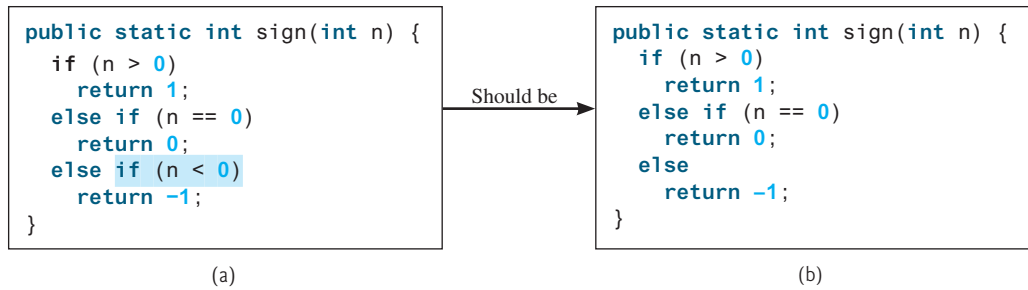 public static int sign(int n) {
  if (n > 0)
    return 1;
  else if (n == 0)
    return 0;
  else if (n < 0)
    return –1;
}
(a)
Should be
public static int sign(int n) {
  if (n > 0)
    return 1;
  else if (n == 0)
    return 0;
  else
    return –1;
}
(b)